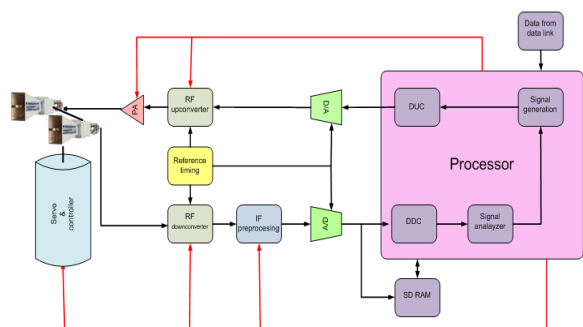 Data from
data link
PA
RF
upconverter
D/A
DUC
Signal
generation
Processor
Reference
timing
Servo
&
controller
RF
downconverter
IF
preprocesing
D/A
DDC
Signal
analayzer
SD RAM